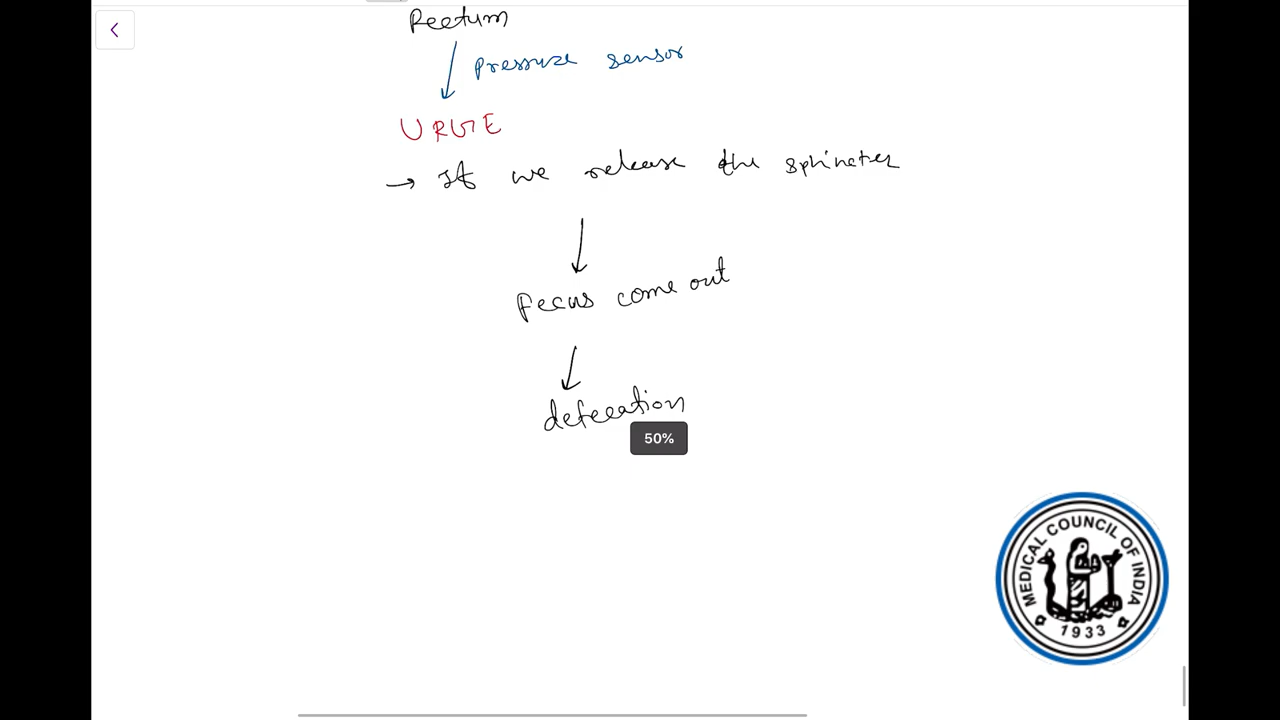 Rectum
Pressure sensor
URGE
→ If we release the sphincter
Fecus come out
defecation
50%
MEDICAL COUNCIL OF INDIA
1933